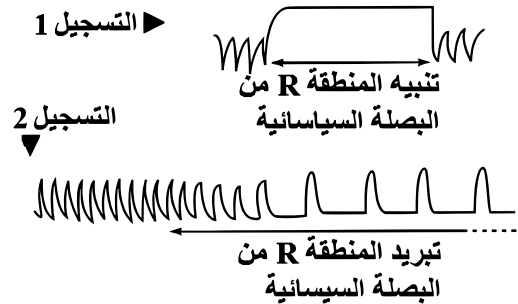 التسجيل 1
تنبيه المنطقة R من
البصلة السياسائية
التسجيل 2
تبريد المنطقة R من
البصلة السيسائية